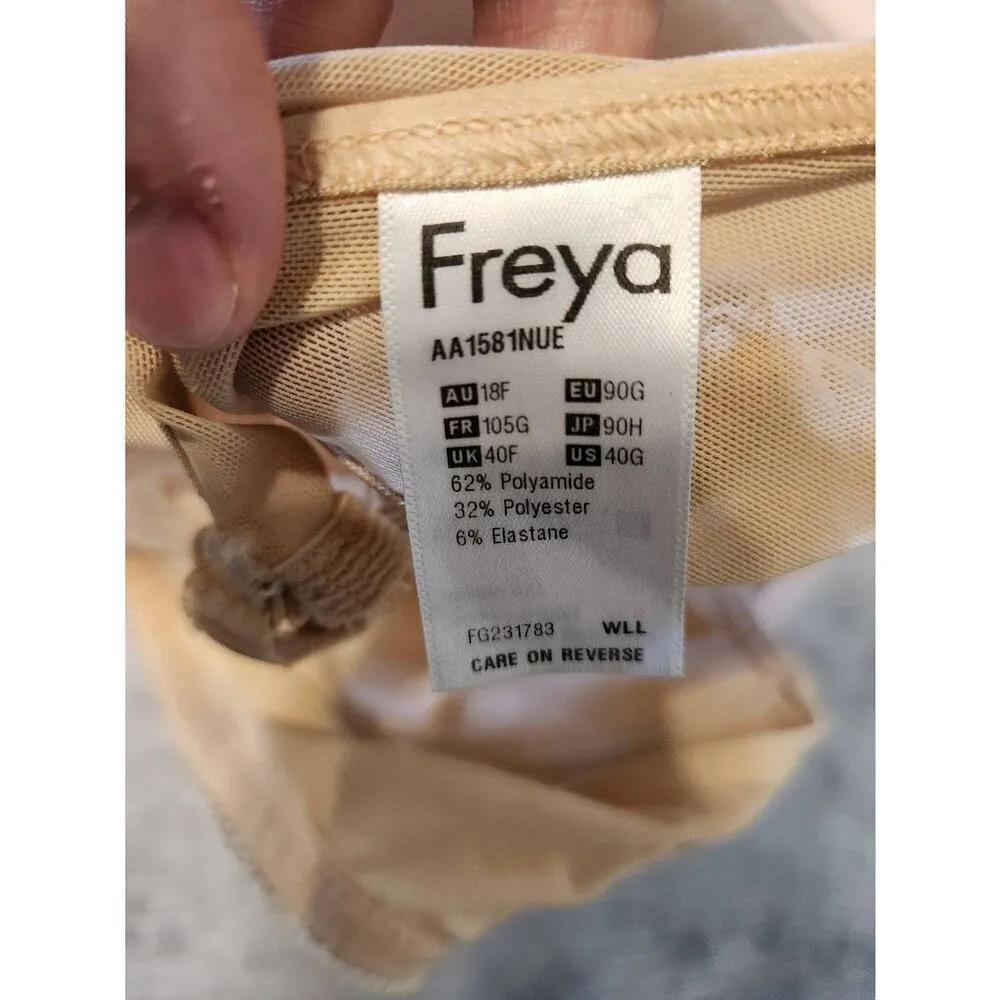 Freya
AA1581NUE
AU 18F EU 90G
FR 105G JP 90H
UK 40F US 40G
62% Polyamide
32% Polyester
6% Elastane
FG231783 WLL
CARE ON REVERSE